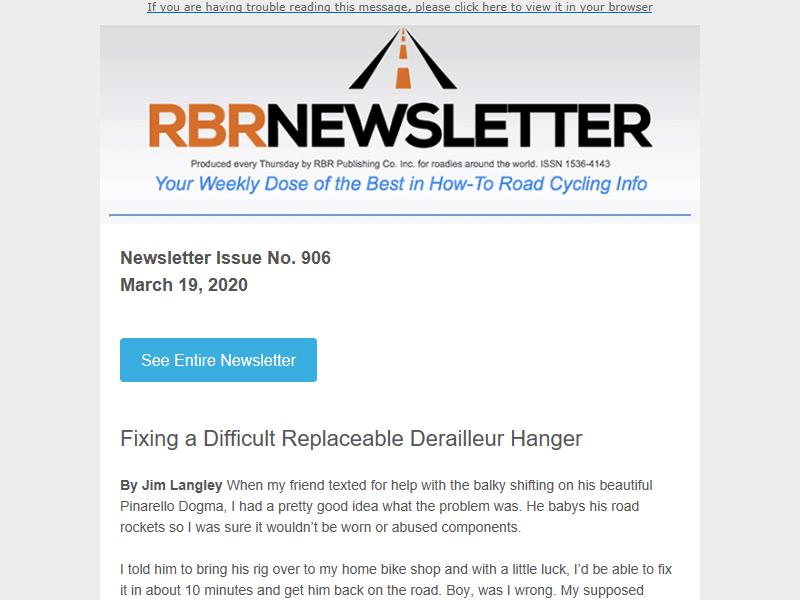 If you are having trouble reading this message, please click here to view it in your browser
RBRNEWSLETTER
Produced every Thursday by RBR Publishing Co. Inc. for roadies around the world. ISSN 1536-4143
Your Weekly Dose of the Best in How-To Road Cycling Info
Newsletter Issue No. 906
March 19, 2020
See Entire Newsletter
Fixing a Difficult Replaceable Derailleur Hanger
By Jim Langley When my friend texted for help with the balky shifting on his beautiful
Pinarello Dogma, I had a pretty good idea what the problem was. He babys his road
rockets so I was sure it wouldn’t be worn or abused components.
I told him to bring his rig over to my home bike shop and with a little luck, I’d be able to fix
it in about 10 minutes and get him back on the road. Boy, was I wrong. My supposed